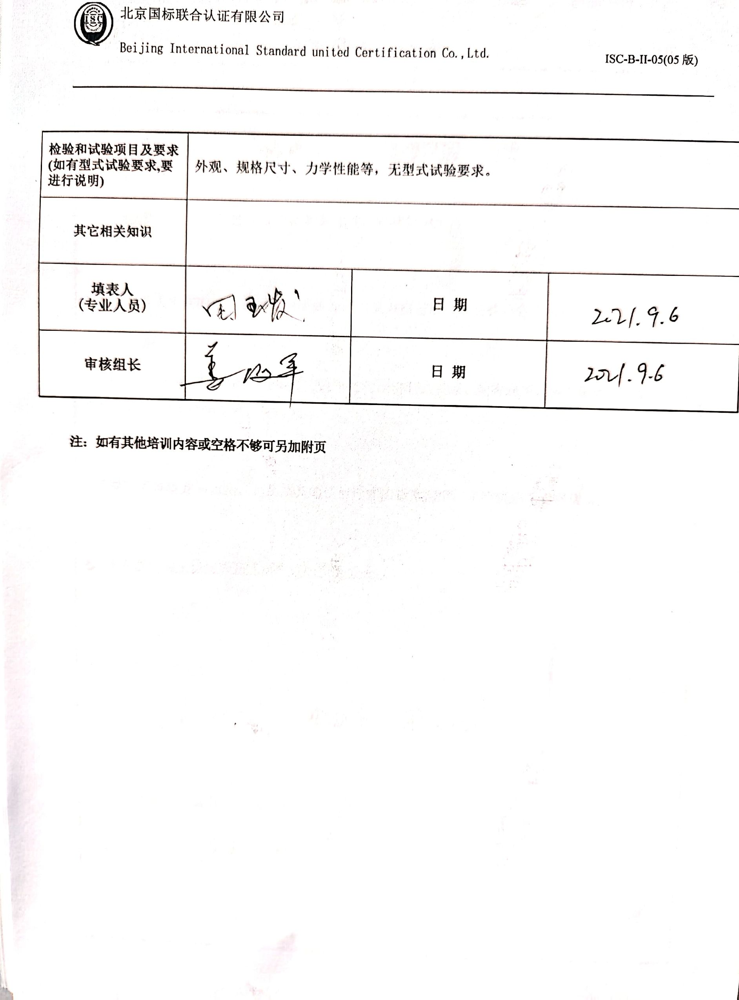 ISC
北京国标联合认证有限公司
Beijing International Standard united Certification Co.,Ltd.
ISC-B-II-05(05 版)
检验和试验项目及要求
(如有型式试验要求,要
进行说明)
外观、规格尺寸、力学性能等，无型式试验要求。
其它相关知识
填表人
(专业人员)
日 期
2021.9.6
审核组长
日 期
2021.9.6
注：如有其他培训内容或空格不够可另加附页